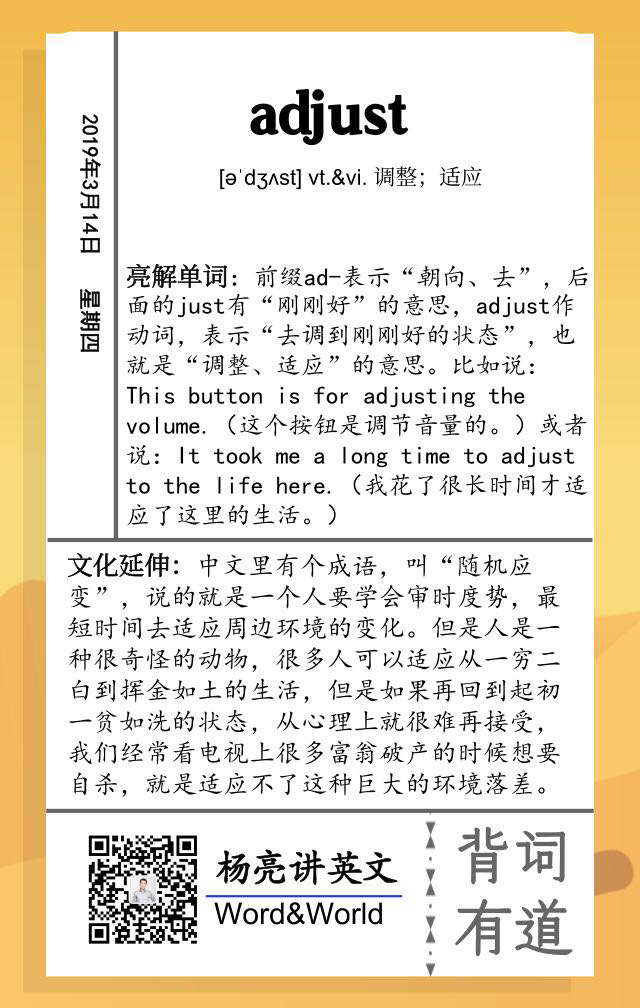 adjust
[əˈdʒʌst] vt.&vi. 调整；适应
2019年3月14日 星期四
亮解单词：前缀ad-表示“朝向、去”，后
面的just有“刚刚好”的意思，adjust作
动词，表示“去调到刚刚好的状态”，也
就是“调整、适应”的意思。比如说：
This button is for adjusting the
volume.（这个按钮是调节音量的。）或者
说：It took me a long time to adjust
to the life here.（我花了很长时间才适
应了这里的生活。）
文化延伸：中文里有个成语，叫“随机应
变”，说的就是一个人要学会审时度势，最
短时间去适应周边环境的变化。但是人是一
种很奇怪的动物，很多人可以适应从一穷二
白到挥金如土的生活，但是如果再回到起初
一贫如洗的状态，从心理上就很难再接受，
我们经常看电视上很多富翁破产的时候想要
自杀，就是适应不了这种巨大的环境落差。
杨亮讲英文
Word&World
背词
有道